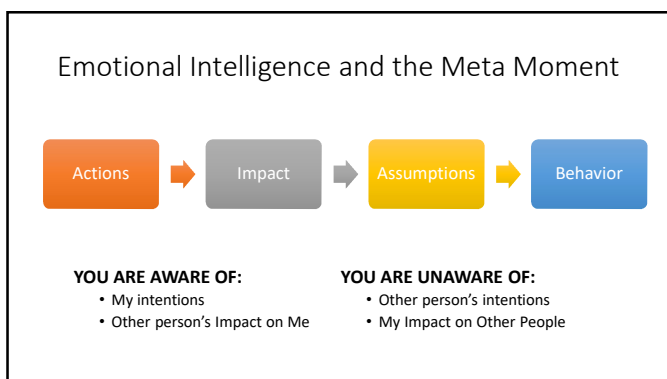 Emotional Intelligence and the Meta Moment
Actions
Impact
Assumptions
Behavior
YOU ARE AWARE OF:
• My intentions
• Other person's Impact on Me
YOU ARE UNAWARE OF:
• Other person's intentions
• My Impact on Other People